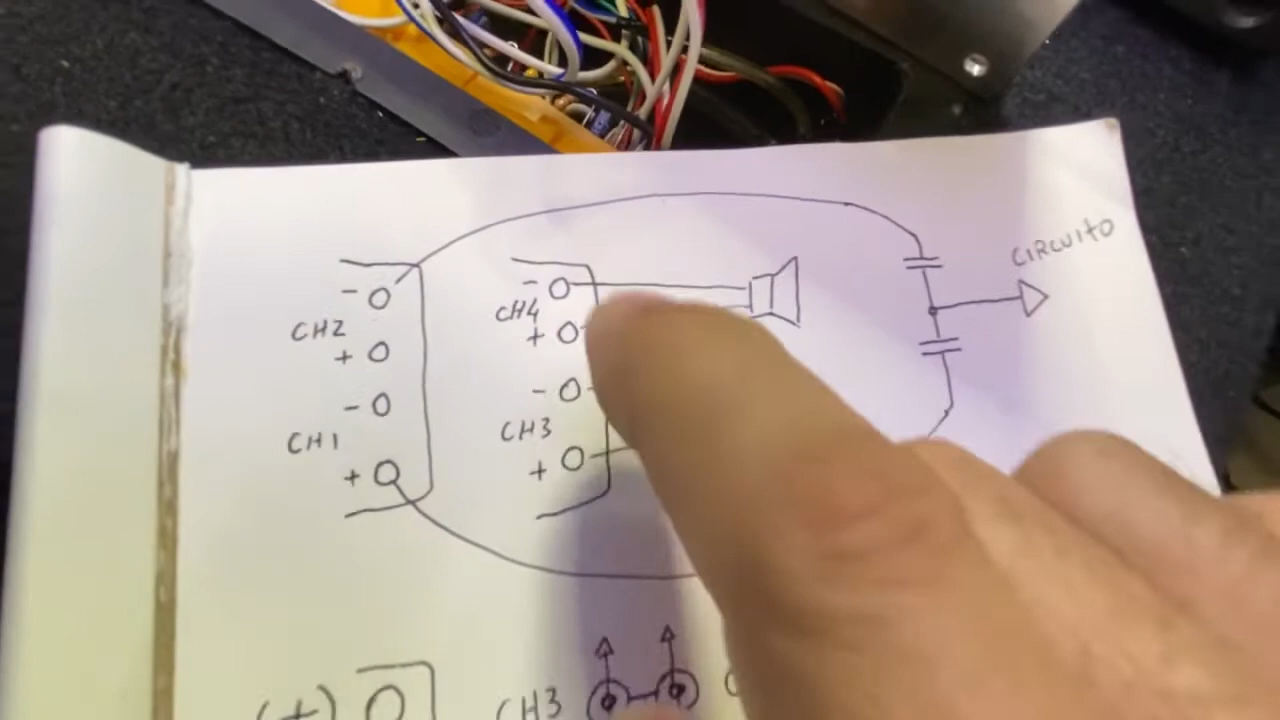 CIRCUITO
- 
CH2
+
-
CH1
+
-
CH4
+
-
CH3
+
(+)
CH3